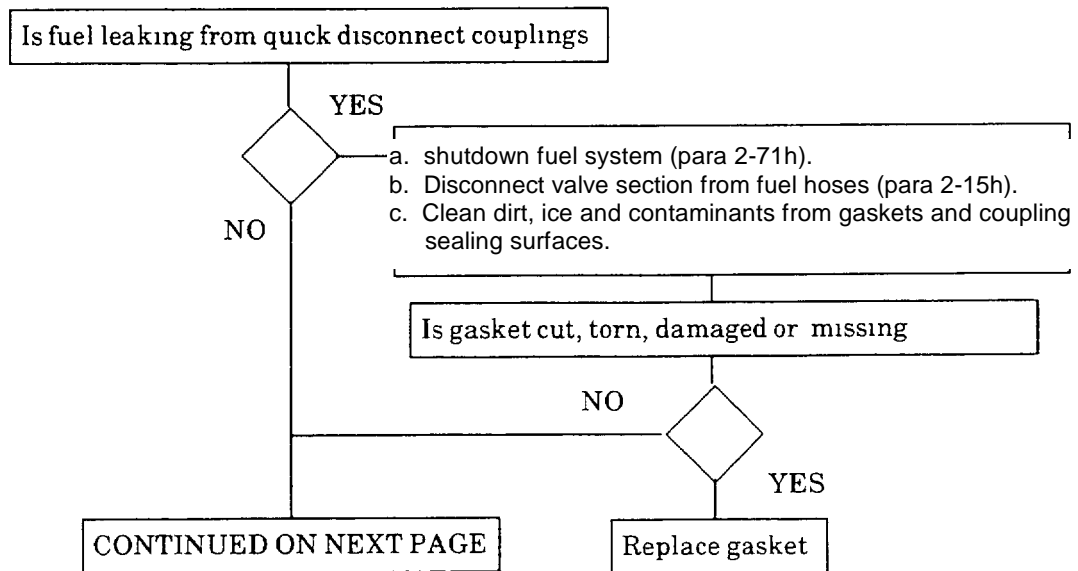 Is fuel leaking from quick disconnect couplings
YES
a. shutdown fuel system (para 2-71h).
b. Disconnect valve section from fuel hoses (para 2-15h).
c. Clean dirt, ice and contaminants from gaskets and coupling
sealing surfaces.
NO
Is gasket cut, torn, damaged or missing
NO
YES
CONTINUED ON NEXT PAGE
Replace gasket